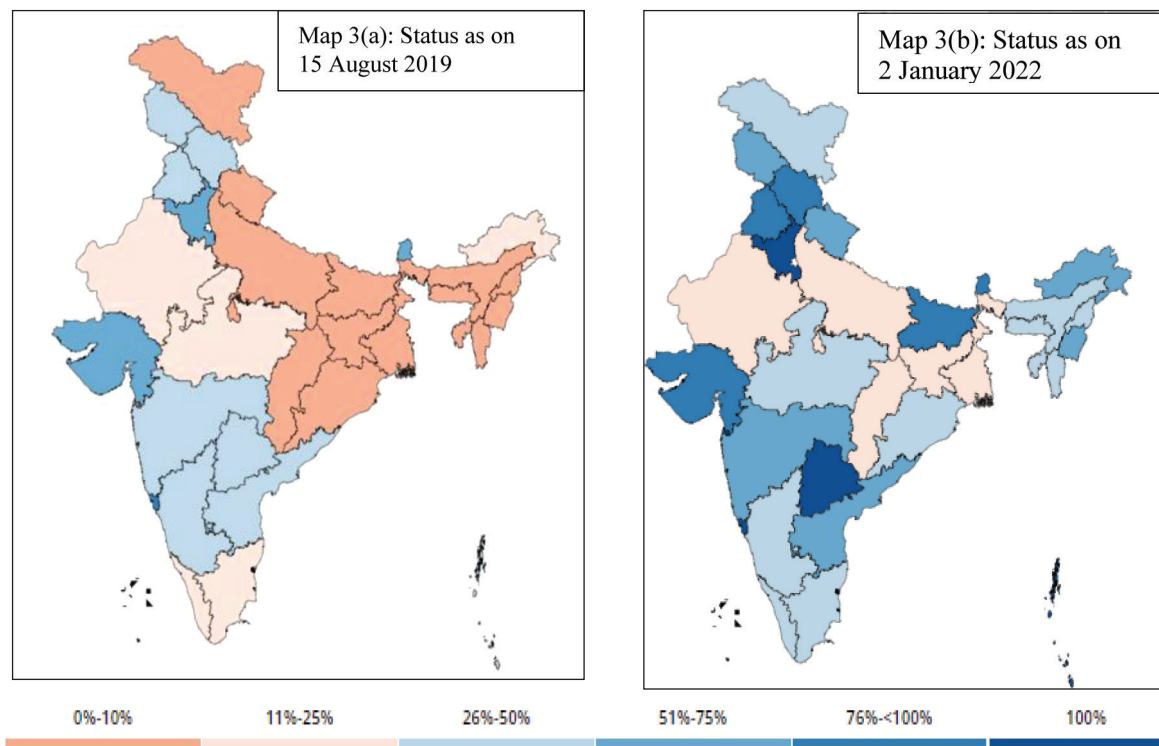 Map 3(a): Status as on
15 August 2019
Map 3(b): Status as on
2 January 2022
0%-10%
11%-25%
26%-50%
51%-75%
76%-<100%
100%